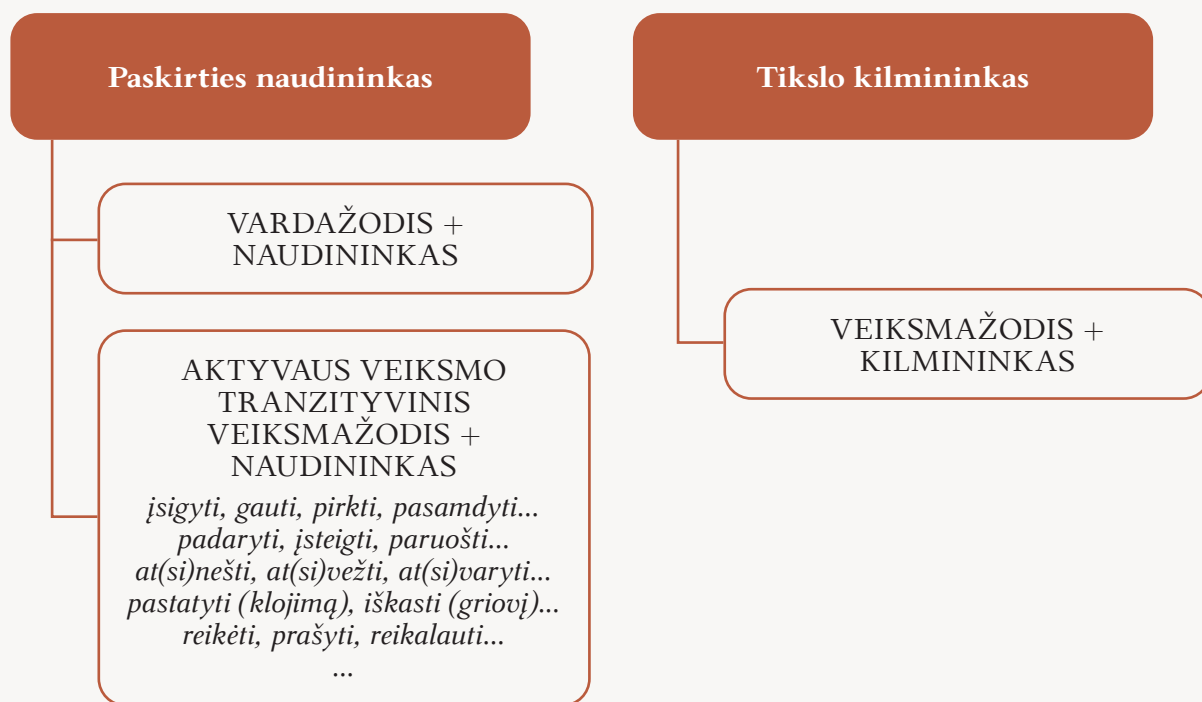 Paskirties naudininkas
VARDAŽODIS +
NAUDININKAS
AKTYVAUS VEIKSMO
TRANZITYVINIS
VEIKSMAŽODIS +
NAUDININKAS
įsigyti, gauti, pirkti, pasamdyti...
padaryti, įsteigti, paruošti...
at(si)nešti, at(si)vežti, at(si)varyti...
pastatyti (klojimą), iškasti (griovį)...
reikėti, prašyti, reikalauti...
...
Tikslo kilmininkas
VEIKSMAŽODIS +
KILMININKAS